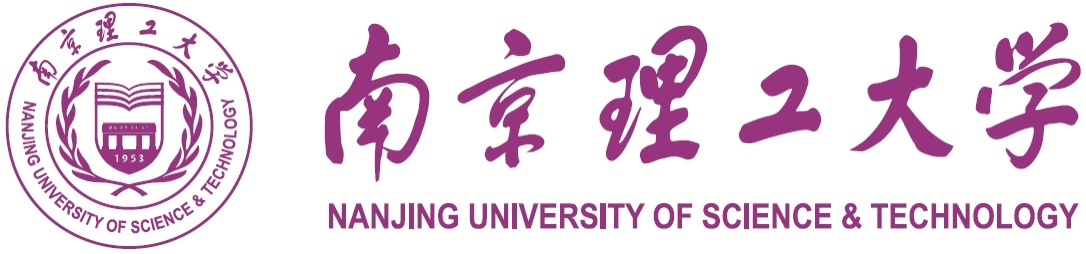 南京理工大学
NANJING UNIVERSITY OF SCIENCE & TECHNOLOGY
1953
南京理工大学
NANJING UNIVERSITY OF SCIENCE & TECHNOLOGY